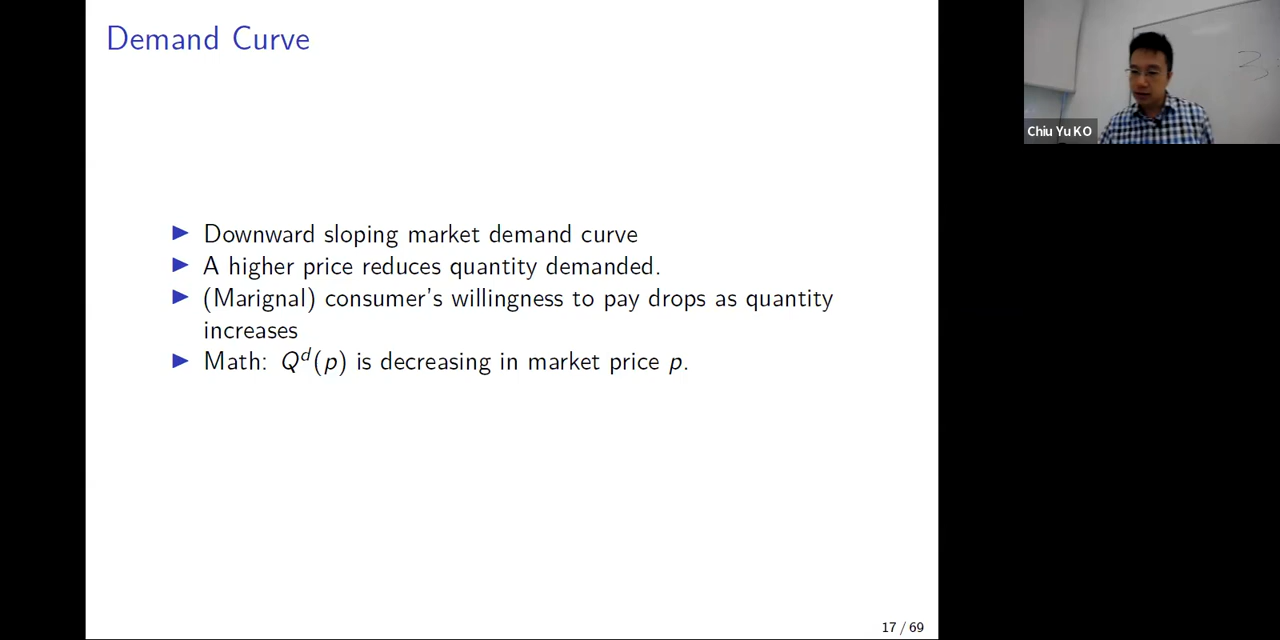 Demand Curve
Chiu Yu KO
▶ Downward sloping market demand curve
▶ A higher price reduces quantity demanded.
▶ (Marignal) consumer's willingness to pay drops as quantity
increases
▶ Math: Q^d(p) is decreasing in market price p.
17 / 69